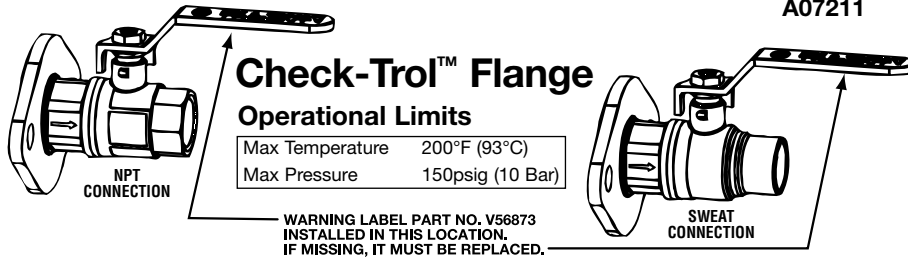 A07211
Check-Trol™ Flange
Operational Limits
Max Temperature 200°F (93°C)
Max Pressure 150psig (10 Bar)
NPT
CONNECTION
SWEAT
CONNECTION
WARNING LABEL PART NO. V56873
INSTALLED IN THIS LOCATION.
IF MISSING, IT MUST BE REPLACED.